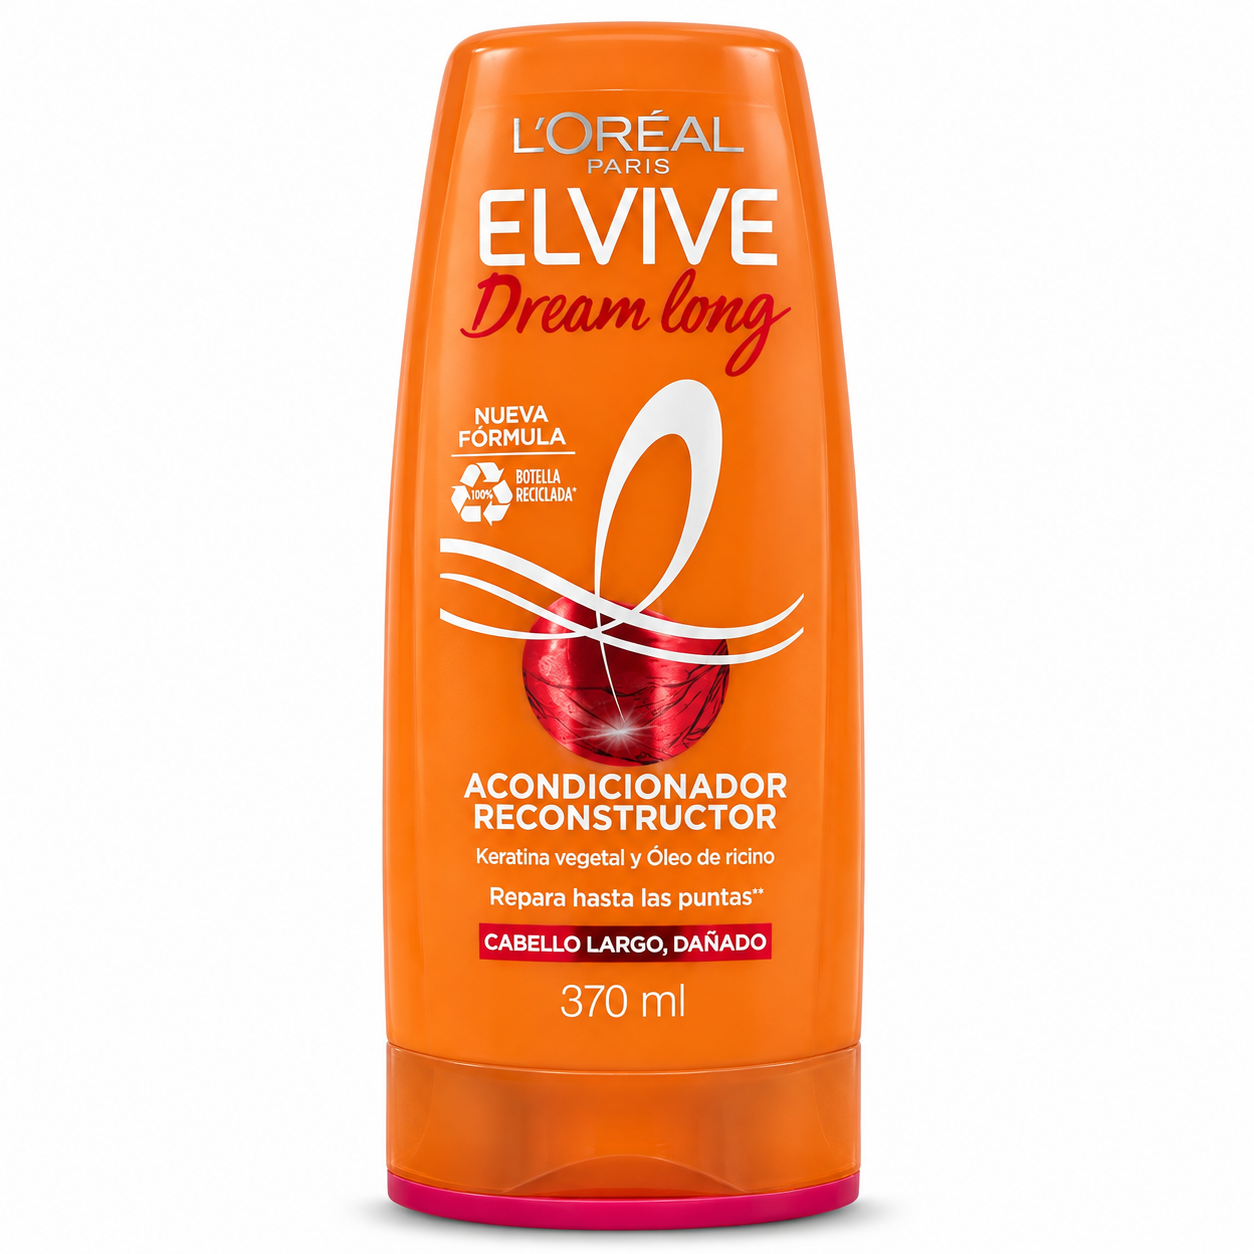 L'ORÉAL
PARIS
ELVIVE
Dream long
NUEVA
FÓRMULA
100%
BOTELLA
RECICLADA*
ACONDICIONADOR
RECONSTRUCTOR
Keratina vegetal y Óleo de ricino
Repara hasta las puntas**
CABELLO LARGO, DAÑADO
370 ml